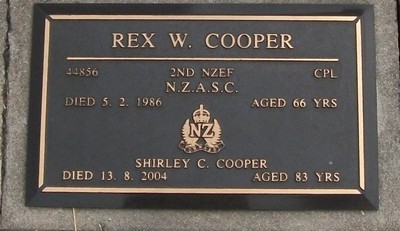 REX W. COOPER
44856 2ND NZEF CPL
N.Z.A.S.C.
DIED 5. 2. 1986 AGED 66 YRS
NZ
SHIRLEY C. COOPER
DIED 13. 8. 2004 AGED 83 YRS